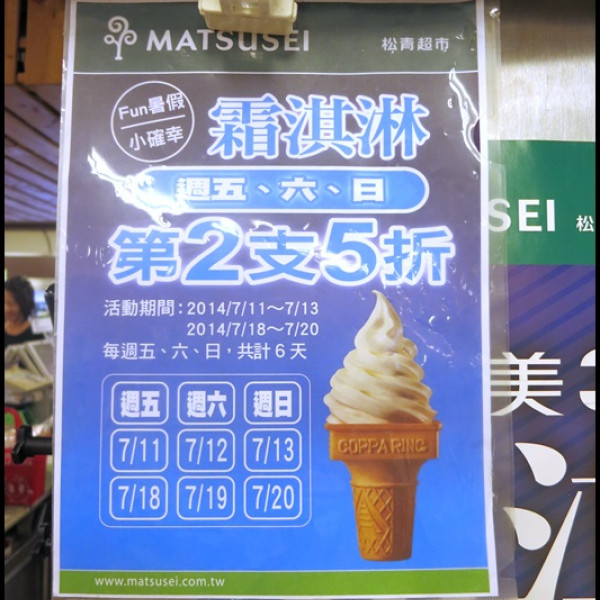 MATSUSEI 松青超市
Fun暑假
小確幸
霜淇淋
週五、六、日
第2支5折
活動期間：2014/7/11～7/13
2014/7/18～7/20
每週五、六、日，共計6天
週五 週六 週日
7/11 7/12 7/13
7/18 7/19 7/20
COPPA RING
www.matsusei.com.tw
SEI 松
美